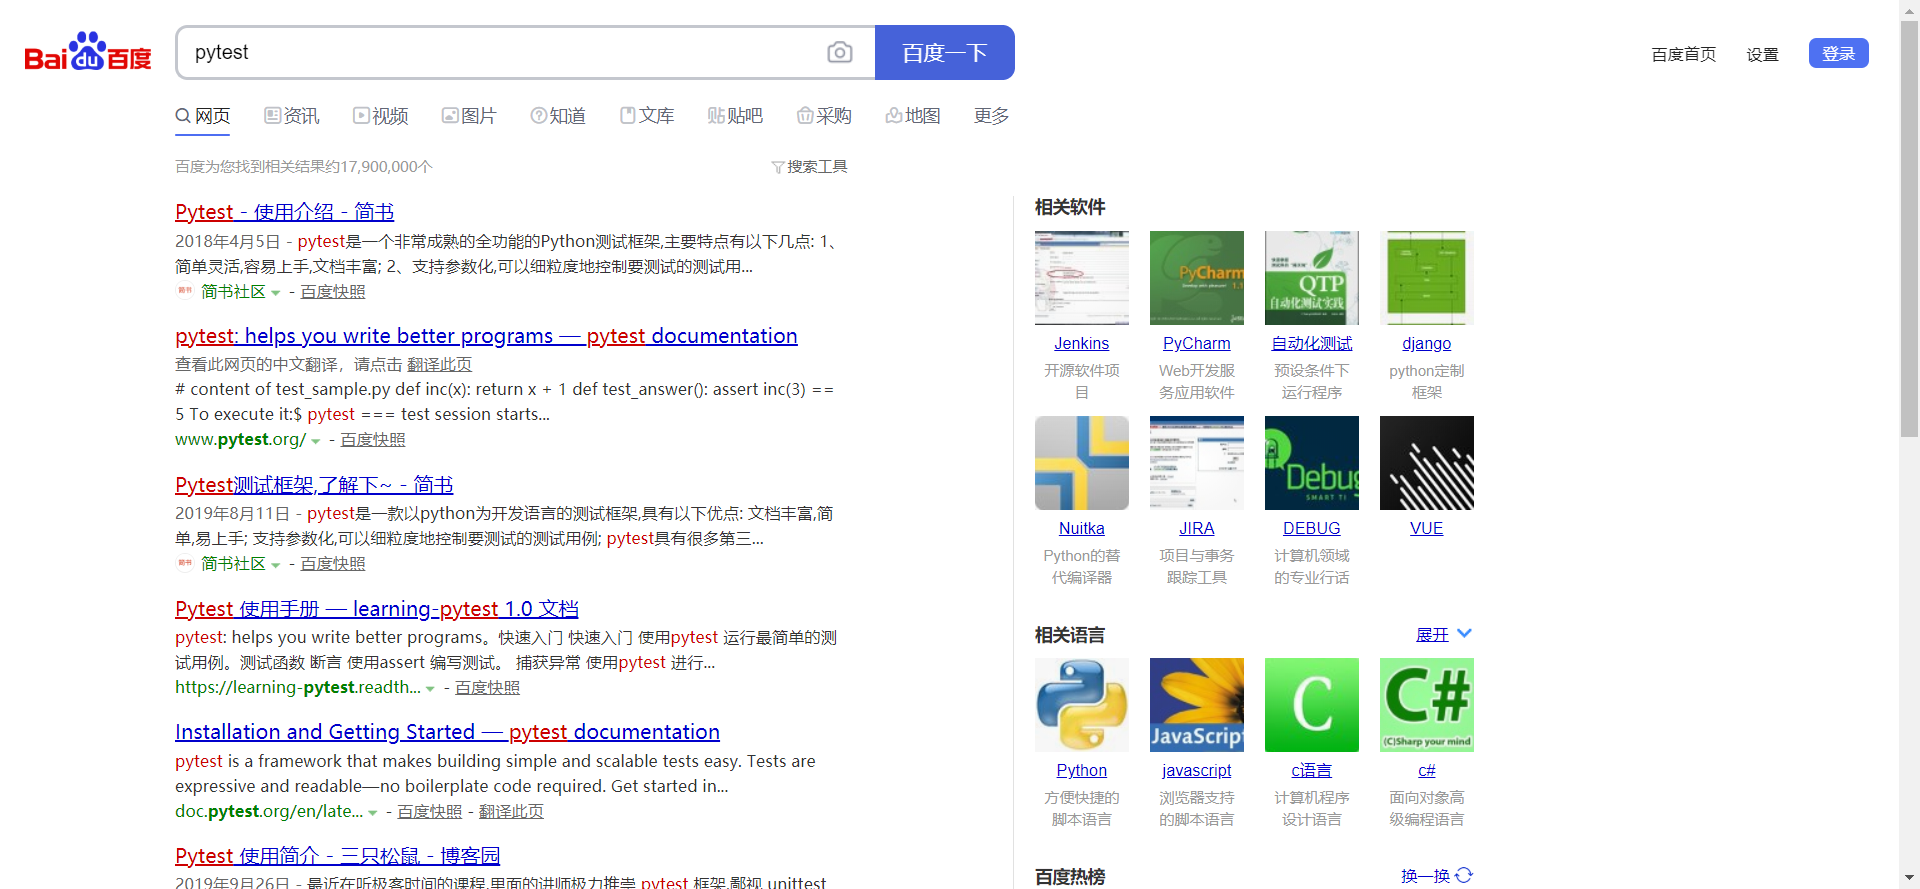 Bai du 百度
pytest
百度一下
百度首页 设置 登录
网页 资讯 视频 图片 知道 文库 贴吧 采购 地图 更多
百度为您找到相关结果约17,900,000个
搜索工具
Pytest - 使用介绍 - 简书
2018年4月5日 - pytest是一个非常成熟的全功能的Python测试框架,主要特点有以下几点: 1、
简单灵活,容易上手,文档丰富; 2、支持参数化,可以细粒度地控制要测试的测试用...
简书社区 - 百度快照
pytest: helps you write better programs — pytest documentation
查看此网页的中文翻译，请点击 翻译此页
# content of test_sample.py def inc(x): return x + 1 def test_answer(): assert inc(3) ==
5 To execute it:$ pytest === test session starts...
www.pytest.org/ - 百度快照
Pytest测试框架,了解下~ - 简书
2019年8月11日 - pytest是一款以python为开发语言的测试框架,具有以下优点: 文档丰富,简
单,易上手; 支持参数化,可以细粒度地控制要测试的测试用例; pytest具有很多第三...
简书社区 - 百度快照
Pytest 使用手册 — learning-pytest 1.0 文档
pytest: helps you write better programs。快速入门 快速入门 使用pytest 运行最简单的测
试用例。测试函数 断言 使用assert 编写测试。 捕获异常 使用pytest 进行...
https://learning-pytest.readth... - 百度快照
Installation and Getting Started — pytest documentation
pytest is a framework that makes building simple and scalable tests easy. Tests are
expressive and readable—no boilerplate code required. Get started in...
doc.pytest.org/en/late... - 百度快照 - 翻译此页
Pytest 使用简介 - 三只松鼠 - 博客园
2019年9月26日 - 最近在听极客时间的课程,里面的讲师极力推崇 pytest 框架,鄙视 unittest
相关软件
PyCharm
QTP
自动化测试实践
Jenkins PyCharm 自动化测试 django
开源软件项 Web开发服 预设条件下 python定制
目 务应用软件 运行程序 框架
Debug
SMART TI
Nuitka JIRA DEBUG VUE
Python的替 项目与事务 计算机领域
代编译器 跟踪工具 的专业行话
相关语言 展开
JavaScript
C
C#
(C)Sharp your mind
Python javascript c语言 c#
方便快捷的 浏览器支持 计算机程序 面向对象高
脚本语言 的脚本语言 设计语言 级编程语言
百度热榜 换一换